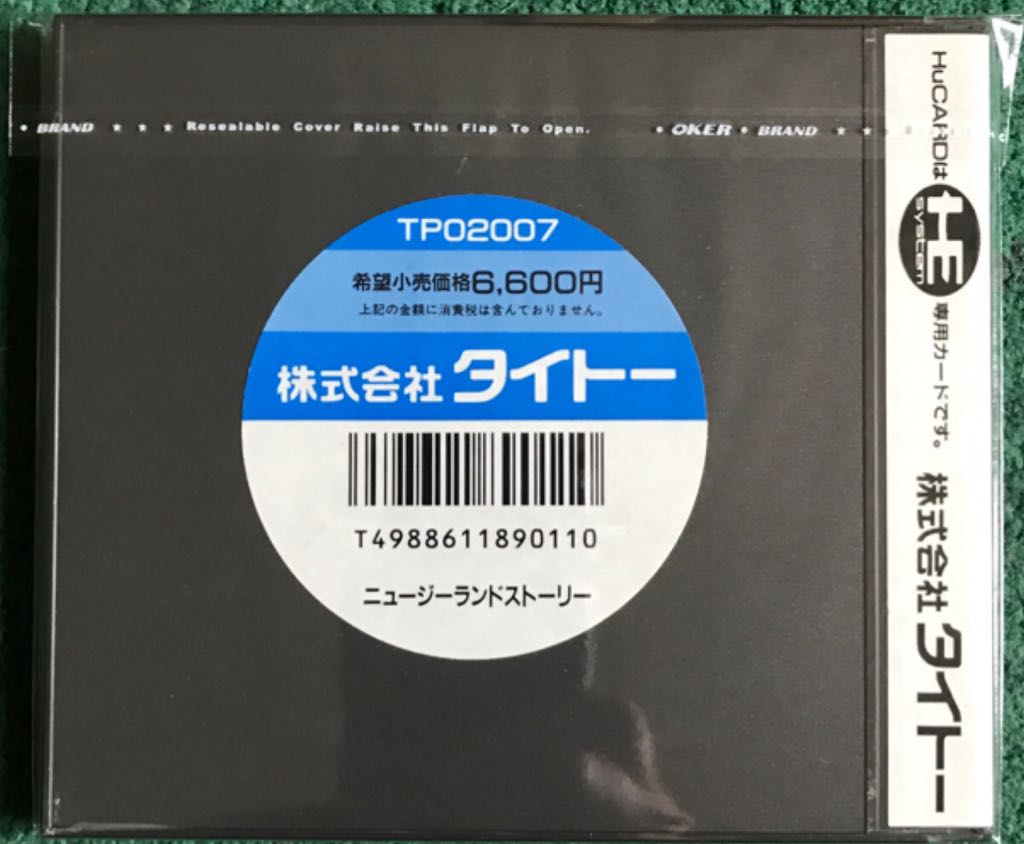 • BRAND ★ ★ ★ Resealable Cover Raise This Flap To Open. • OKER • BRAND ★ ★
TP02007
希望小売価格6,600円
上記の金額に消費税は含んでおりません。
株式会社 タイトー
T4988611890110
ニュージーランドストーリー
HuCARDは HE system 専用カードです。 株式会社 タイトー